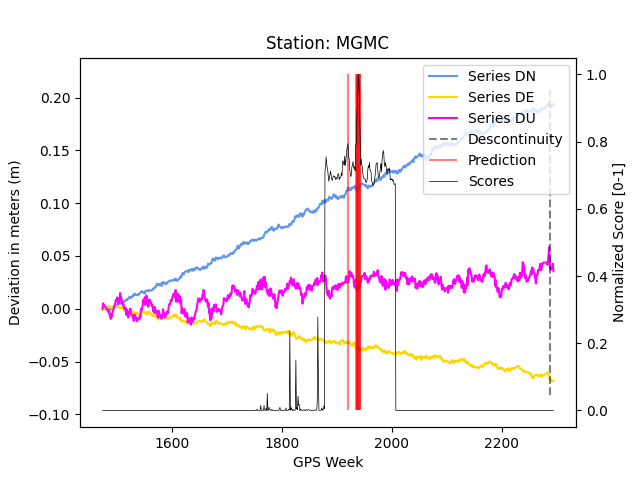 Station: MGMC
Series DN
Series DE
Series DU
Descontinuity
Prediction
Scores
Deviation in meters (m)
0.20
0.15
0.10
0.05
0.00
−0.05
−0.10
1.0
0.8
0.6
0.4
0.2
0.0
Normalized Score [0-1]
1600
1800
2000
2200
GPS Week